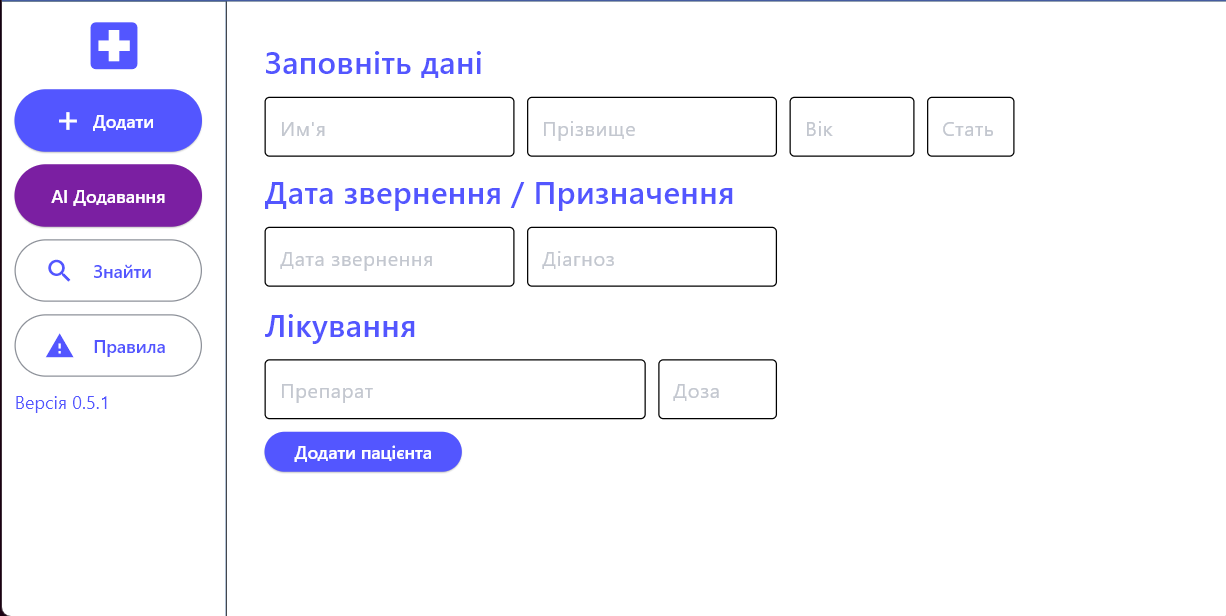 Додати
AI Додавання
Знайти
Правила
Версія 0.5.1
Заповніть дані
Им'я
Прізвище
Вік
Стать
Дата звернення / Призначення
Дата звернення
Діагноз
Лікування
Препарат
Доза
Додати пацієнта